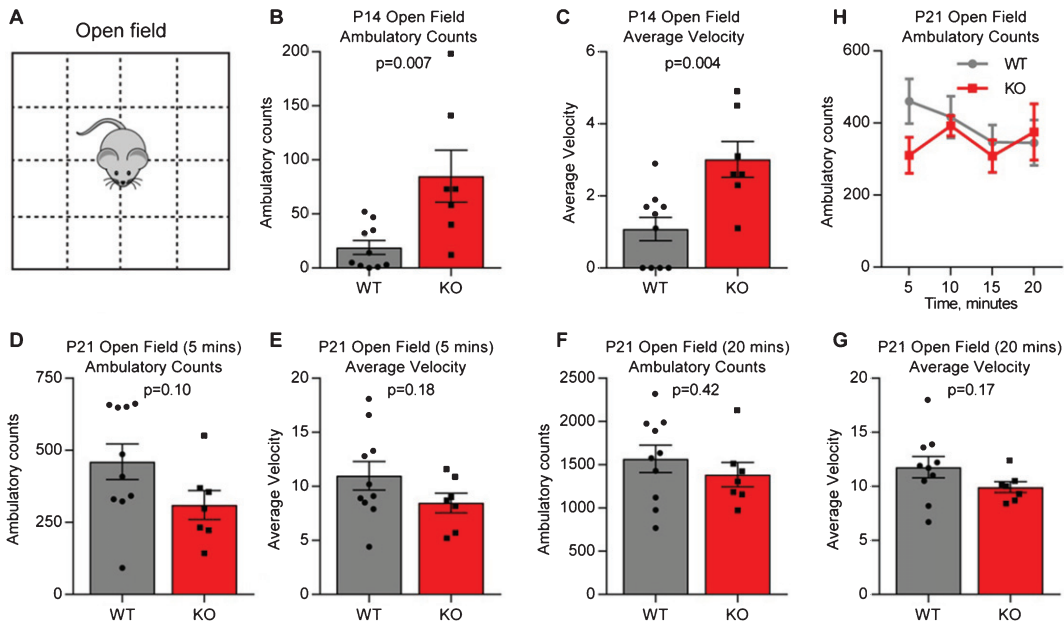 A
Open field
B
P14 Open Field
Ambulatory Counts
p=0.007
Ambulatory counts
200
150
100
50
0
WT
KO
C
P14 Open Field
Average Velocity
p=0.004
Average Velocity
6
4
2
0
WT
KO
H
P21 Open Field
Ambulatory Counts
WT
KO
Ambulatory counts
600
400
200
0
5
10
15
20
Time, minutes
D
P21 Open Field (5 mins)
Ambulatory Counts
p=0.10
Ambulatory counts
750
500
250
0
WT
KO
E
P21 Open Field (5 mins)
Average Velocity
p=0.18
Average Velocity
20
15
10
5
0
WT
KO
F
P21 Open Field (20 mins)
Ambulatory Counts
p=0.42
Ambulatory counts
2500
2000
1500
1000
500
0
WT
KO
G
P21 Open Field (20 mins)
Average Velocity
p=0.17
Average Velocity
20
15
10
5
0
WT
KO